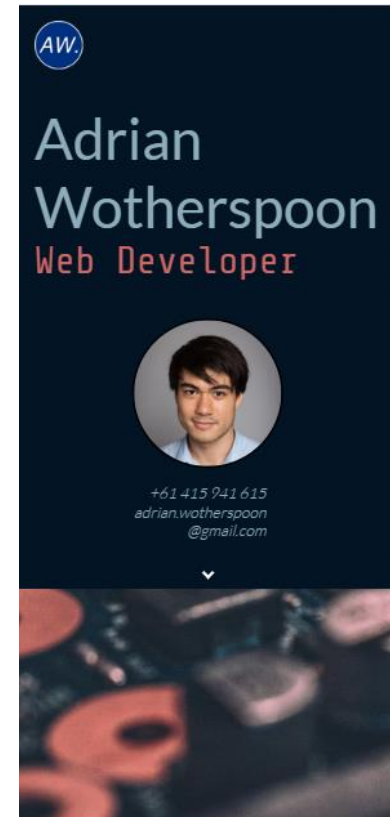 AW.
Adrian
Wotherspoon
Web Developer
+61 415 941 615
adrian.wotherspoon
@gmail.com